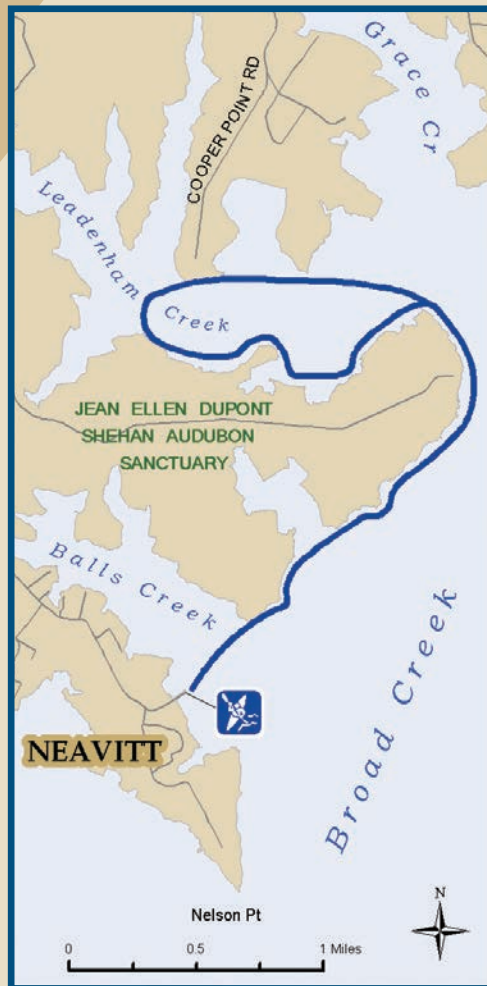 COOPER POINT RD
Grace Cr
Leadenham
Creek
JEAN ELLEN DUPONT
SHEHAN AUDUBON
SANCTUARY
Balls Creek
NEAVITT
Broad Creek
Nelson Pt
N
0 0.5 1 Miles